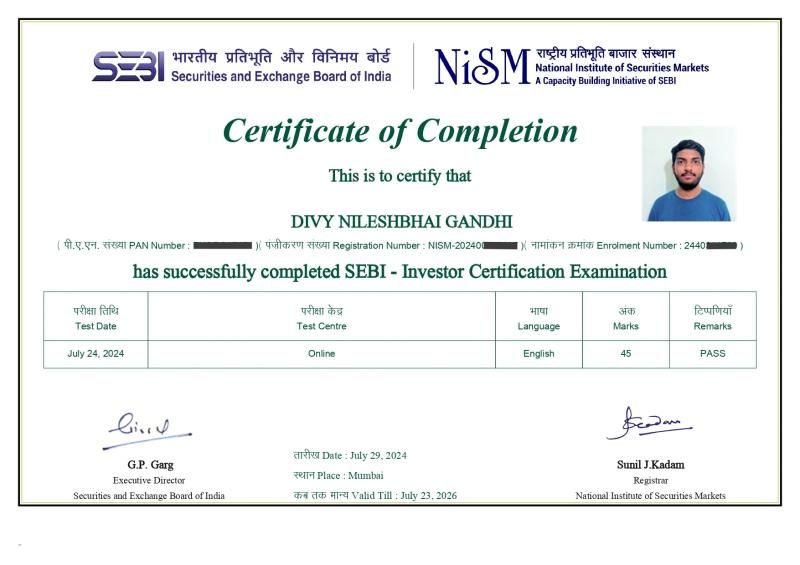 SEBI भारतीय प्रतिभूति और विनिमय बोर्ड
Securities and Exchange Board of India
NiSM राष्ट्रीय प्रतिभूति बाजार संस्थान
National Institute of Securities Markets
A Capacity Building Initiative of SEBI
Certificate of Completion
This is to certify that
DIVY NILESHBHAI GANDHI
( पी.ए.एन. संख्या PAN Number : )( पजीकरण संख्या Registration Number : NISM-202400 )( नामांकन क्रमांक Enrolment Number : 2440 )
has successfully completed SEBI - Investor Certification Examination
परीक्षा तिथि परीक्षा केद्र भाषा अंक टिप्पणियाँ
Test Date Test Centre Language Marks Remarks
July 24, 2024 Online English 45 PASS
G.P. Garg
Executive Director
Securities and Exchange Board of India
तारीख Date : July 29, 2024
स्थान Place : Mumbai
कब तक मान्य Valid Till : July 23, 2026
Sunil J.Kadam
Registrar
National Institute of Securities Markets